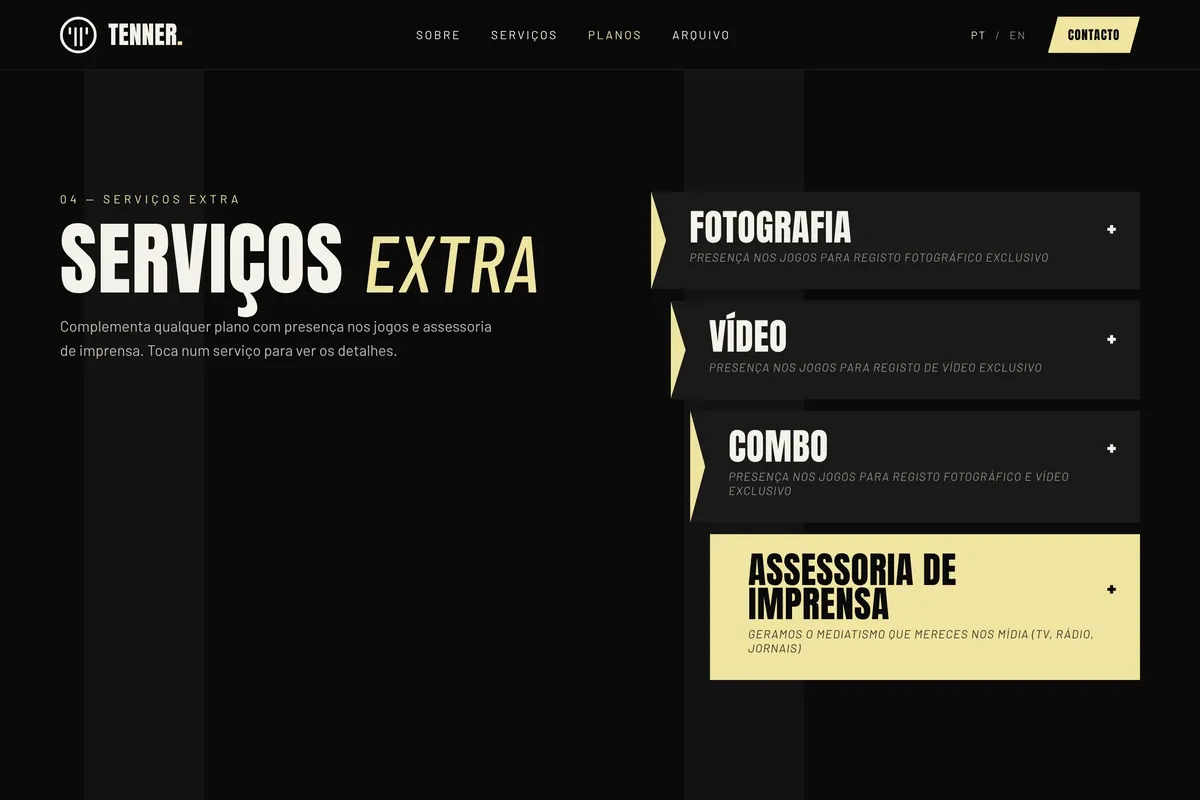 TENNER.
SOBRE SERVIÇOS PLANOS ARQUIVO
PT / EN
CONTACTO
04 — SERVIÇOS EXTRA
SERVIÇOS EXTRA
Complementa qualquer plano com presença nos jogos e assessoria
de imprensa. Toca num serviço para ver os detalhes.
FOTOGRAFIA
+
PRESENÇA NOS JOGOS PARA REGISTO FOTOGRÁFICO EXCLUSIVO
VÍDEO
+
PRESENÇA NOS JOGOS PARA REGISTO DE VÍDEO EXCLUSIVO
COMBO
+
PRESENÇA NOS JOGOS PARA REGISTO FOTOGRÁFICO E VÍDEO
EXCLUSIVO
ASSESSORIA DE
IMPRENSA
+
GERAMOS O MEDIATISMO QUE MERECES NOS MÍDIA (TV, RÁDIO,
JORNAIS)